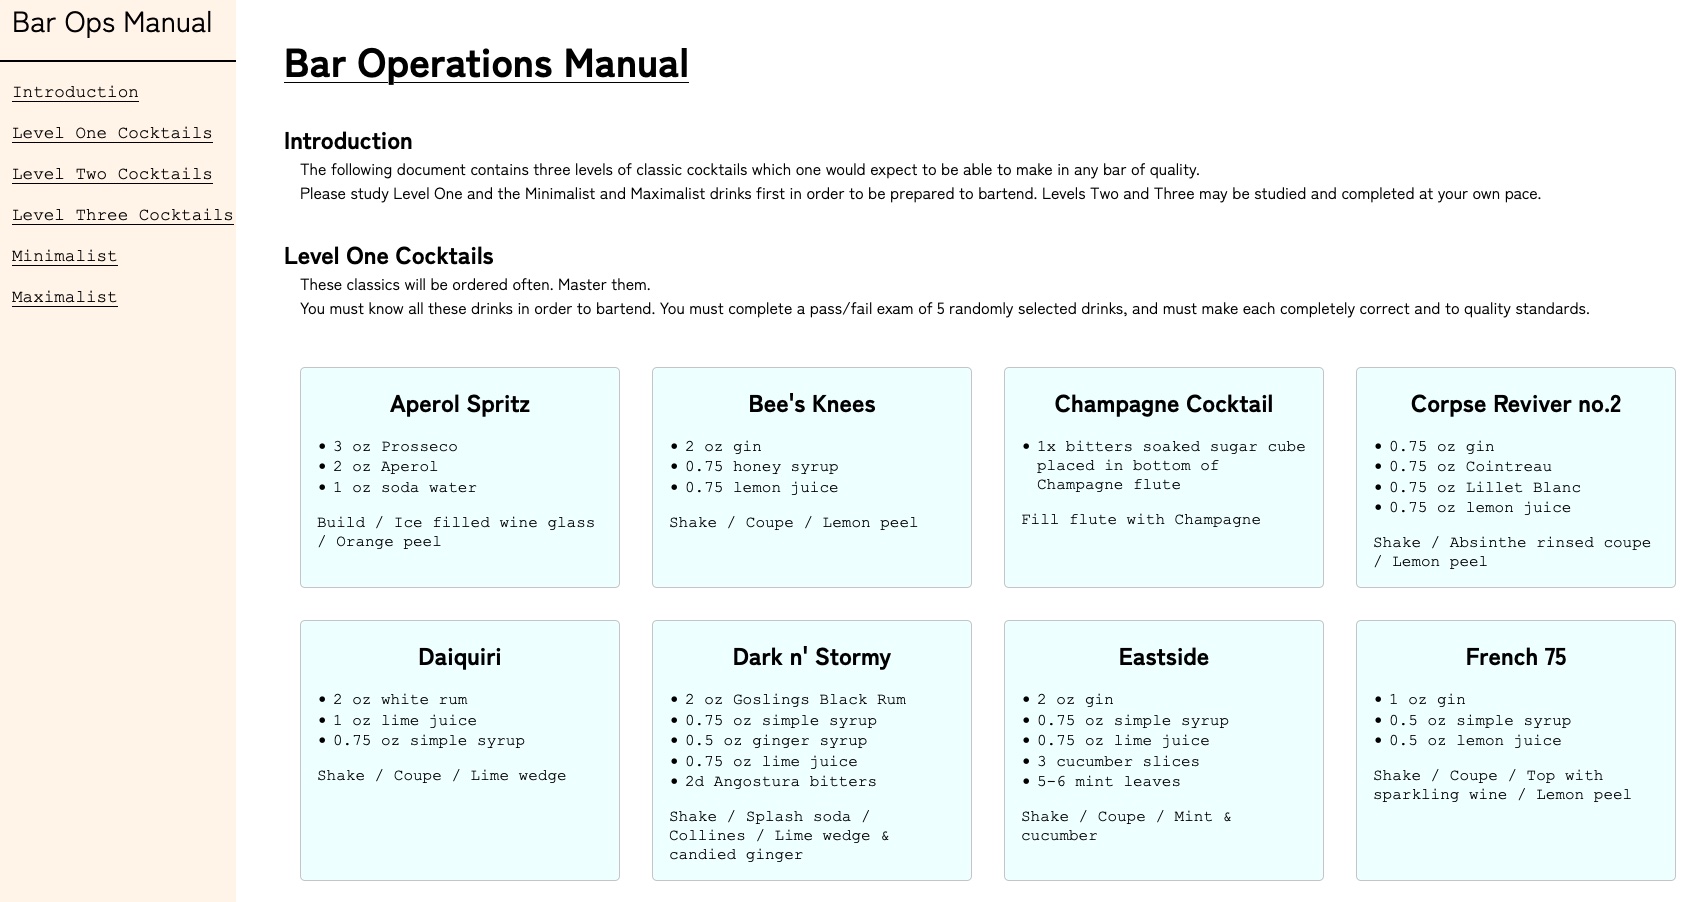 Bar Ops Manual
Introduction
Level One Cocktails
Level Two Cocktails
Level Three Cocktails
Minimalist
Maximalist
Bar Operations Manual
Introduction
The following document contains three levels of classic cocktails which one would expect to be able to make in any bar of quality.
Please study Level One and the Minimalist and Maximalist drinks first in order to be prepared to bartend. Levels Two and Three may be studied and completed at your own pace.
Level One Cocktails
These classics will be ordered often. Master them.
You must know all these drinks in order to bartend. You must complete a pass/fail exam of 5 randomly selected drinks, and must make each completely correct and to quality standards.
Aperol Spritz
• 3 oz Prosseco
• 2 oz Aperol
• 1 oz soda water
Build / Ice filled wine glass
/ Orange peel
Bee's Knees
• 2 oz gin
• 0.75 honey syrup
• 0.75 lemon juice
Shake / Coupe / Lemon peel
Champagne Cocktail
• 1x bitters soaked sugar cube
placed in bottom of
Champagne flute
Fill flute with Champagne
Corpse Reviver no.2
• 0.75 oz gin
• 0.75 oz Cointreau
• 0.75 oz Lillet Blanc
• 0.75 oz lemon juice
Shake / Absinthe rinsed coupe
/ Lemon peel
Daiquiri
• 2 oz white rum
• 1 oz lime juice
• 0.75 oz simple syrup
Shake / Coupe / Lime wedge
Dark n' Stormy
• 2 oz Goslings Black Rum
• 0.75 oz simple syrup
• 0.5 oz ginger syrup
• 0.75 oz lime juice
• 2d Angostura bitters
Shake / Splash soda /
Collines / Lime wedge &
candied ginger
Eastside
• 2 oz gin
• 0.75 oz simple syrup
• 0.75 oz lime juice
• 3 cucumber slices
• 5-6 mint leaves
Shake / Coupe / Mint &
cucumber
French 75
• 1 oz gin
• 0.5 oz simple syrup
• 0.5 oz lemon juice
Shake / Coupe / Top with
sparkling wine / Lemon peel